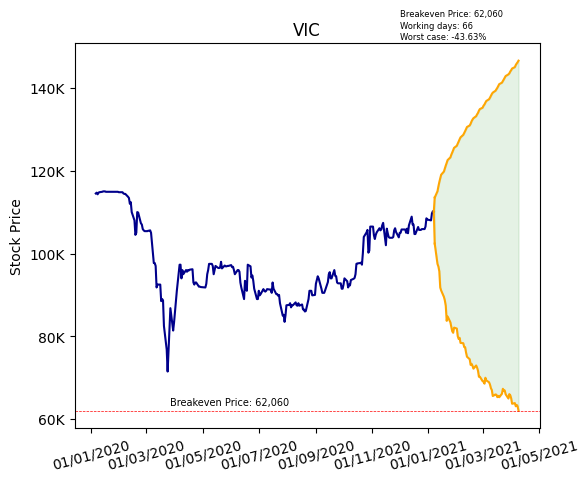 Breakeven Price: 62,060
Working days: 66
Worst case: -43.63%
VIC
Stock Price
140K
120K
100K
80K
60K
Breakeven Price: 62,060
01/01/2020
01/03/2020
01/05/2020
01/07/2020
01/09/2020
01/11/2020
01/01/2021
01/03/2021
01/05/2021